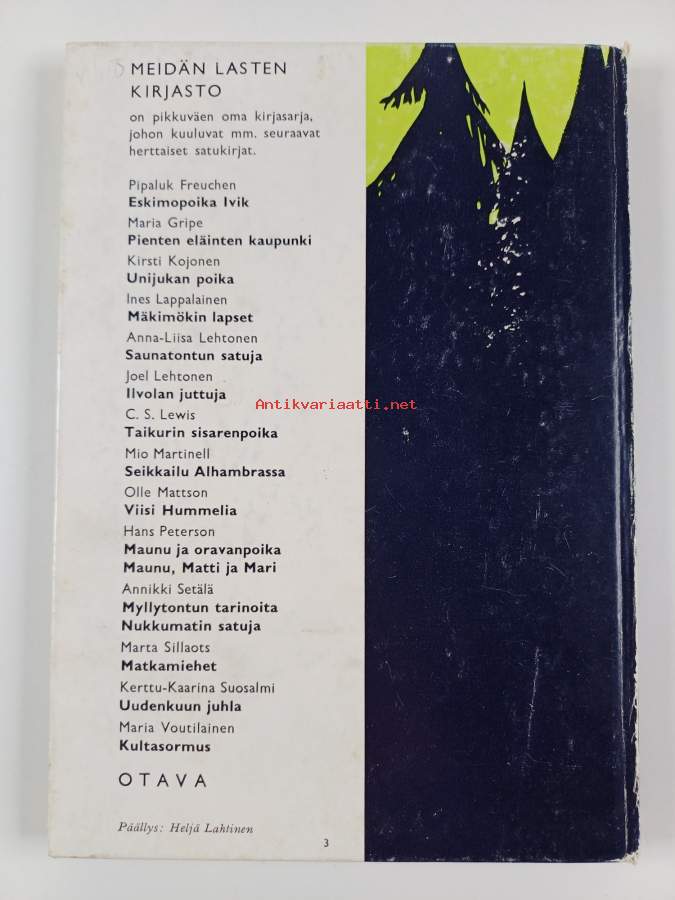 MEIDÄN LASTEN
KIRJASTO
on pikkuväen oma kirjasarja,
johon kuuluvat mm. seuraavat
herttaiset satukirjat.
Pipaluk Freuchen
Eskimopoika Ivik
Maria Gripe
Pienten eläinten kaupunki
Kirsti Kojonen
Unijukan poika
Ines Lappalainen
Mäkimökin lapset
Anna-Liisa Lehtonen
Saunatontun satuja
Joel Lehtonen
Ilvolan juttuja
C. S. Lewis
Taikurin sisarenpoika
Mio Martinell
Seikkailu Alhambrassa
Olle Mattson
Viisi Hummelia
Hans Peterson
Maunu ja oravanpoika
Maunu, Matti ja Mari
Annikki Setälä
Myllytontun tarinoita
Nukkumatin satuja
Marta Sillaots
Matkamiehet
Kerttu-Kaarina Suosalmi
Uudenkuun juhla
Maria Voutilainen
Kultasormus
OTAVA
Päällys: Heljä Lahtinen
3
Antikvariaatti.net